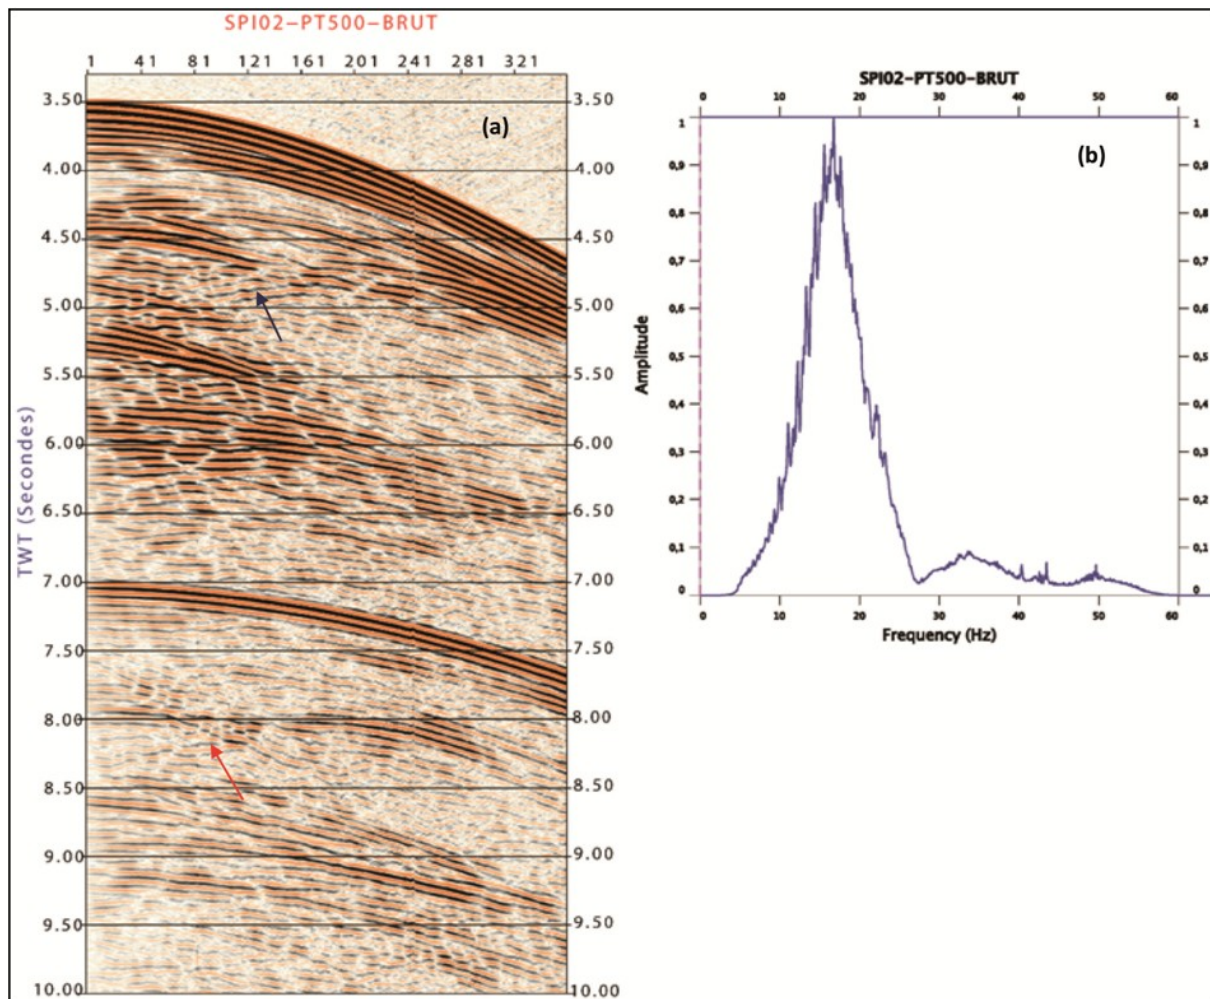 SPI02-PT500-BRUT
1 41 81 121 161 201 241 281 321
(a)
TWT (Secondes)
3.50 3.50
4.00 4.00
4.50 4.50
5.00 5.00
5.50 5.50
6.00 6.00
6.50 6.50
7.00 7.00
7.50 7.50
8.00 8.00
8.50 8.50
9.00 9.00
9.50 9.50
10.00 10.00
SPI02-PT500-BRUT
0 10 20 30 40 50 60
(b)
Amplitude
1 1
0,9 0,9
0,8 0,8
0,7 0,7
0,6 0,6
0,5 0,5
0,4 0,4
0,3 0,3
0,2 0,2
0,1 0,1
0 0
0 10 20 30 40 50 60
Frequency (Hz)